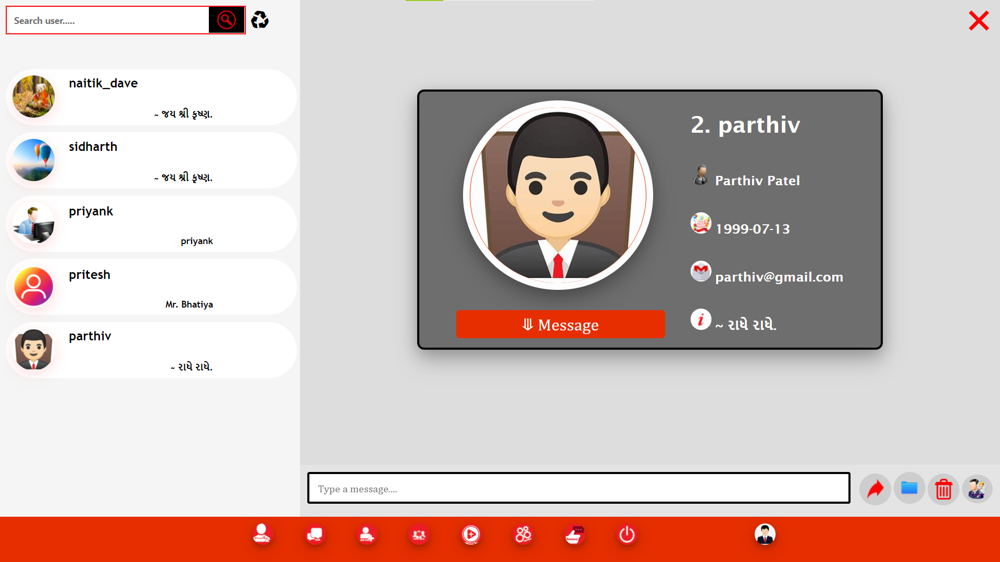 Search user.....
naitik_dave
~ જય શ્રી કૃષ્ણ.
sidharth
~ જય શ્રી કૃષ્ણ.
priyank
priyank
pritesh
Mr. Bhatiya
parthiv
~ રાધે રાધે.
2. parthiv
Parthiv Patel
1999-07-13
parthiv@gmail.com
~ રાધે રાધે.
⤋ Message
Type a message....